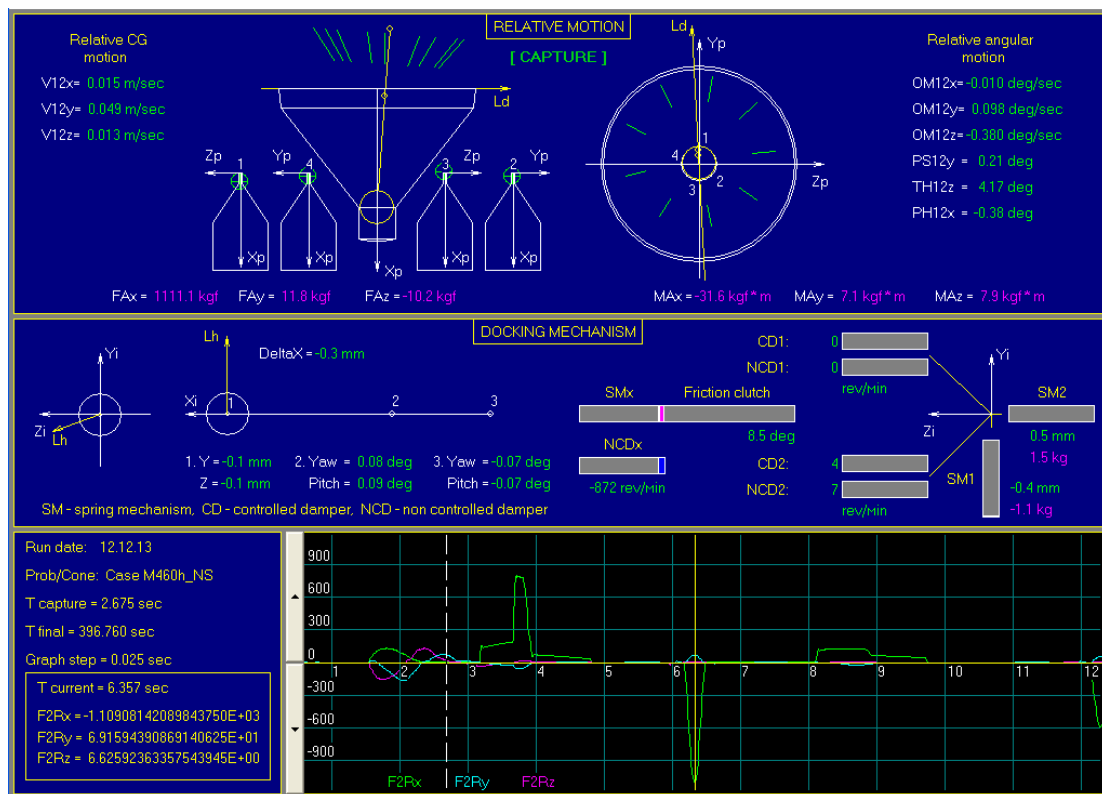 RELATIVE MOTION
[ CAPTURE ]
Relative CG
motion
V12x= 0.015 m/sec
V12y= 0.049 m/sec
V12z= 0.013 m/sec
Ld
Zp Yp Zp Yp
1 4 3 2
Xp Xp Xp Xp Xp
Ld
Yp
1
4
2
3
Zp
Relative angular
motion
OM12x=-0.010 deg/sec
OM12y= 0.098 deg/sec
OM12z=-0.380 deg/sec
PS12y = 0.21 deg
TH12z = 4.17 deg
PH12x = -0.38 deg
FAx = 1111.1 kgf FAy = 11.8 kgf FAz =-10.2 kgf
MAx =-31.6 kgf*m MAy = 7.1 kgf*m MAz = 7.9 kgf*m
DOCKING MECHANISM
Yi
Zi
Lh
Lh
DeltaX =-0.3 mm
Xi
1 2 3
1. Y =-0.1 mm 2. Yaw = 0.08 deg 3. Yaw =-0.07 deg
Z =-0.1 mm Pitch = 0.09 deg Pitch =-0.07 deg
SM - spring mechanism, CD - controlled damper, NCD - non controlled damper
SMx Friction clutch
8.5 deg
NCDx
-872 rev/мin
CD1: 0
NCD1: 0
rev/мin
CD2: 4
NCD2: 7
rev/мin
Yi
Zi
SM2
0.5 mm
1.5 kg
SM1
-0.4 mm
-1.1 kg
Run date: 12.12.13
Prob/Cone: Case M460h_NS
T capture = 2.675 sec
T final = 396.760 sec
Graph step = 0.025 sec
T current = 6.357 sec
F2Rx =-1.10908142089843750E+03
F2Ry = 6.91594390869140625E+01
F2Rz = 6.62592363357543945E+00
900
600
300
0
-300
-600
-900
1 2 3 4 5 6 7 8 9 10 11 12
F2Rx F2Ry F2Rz